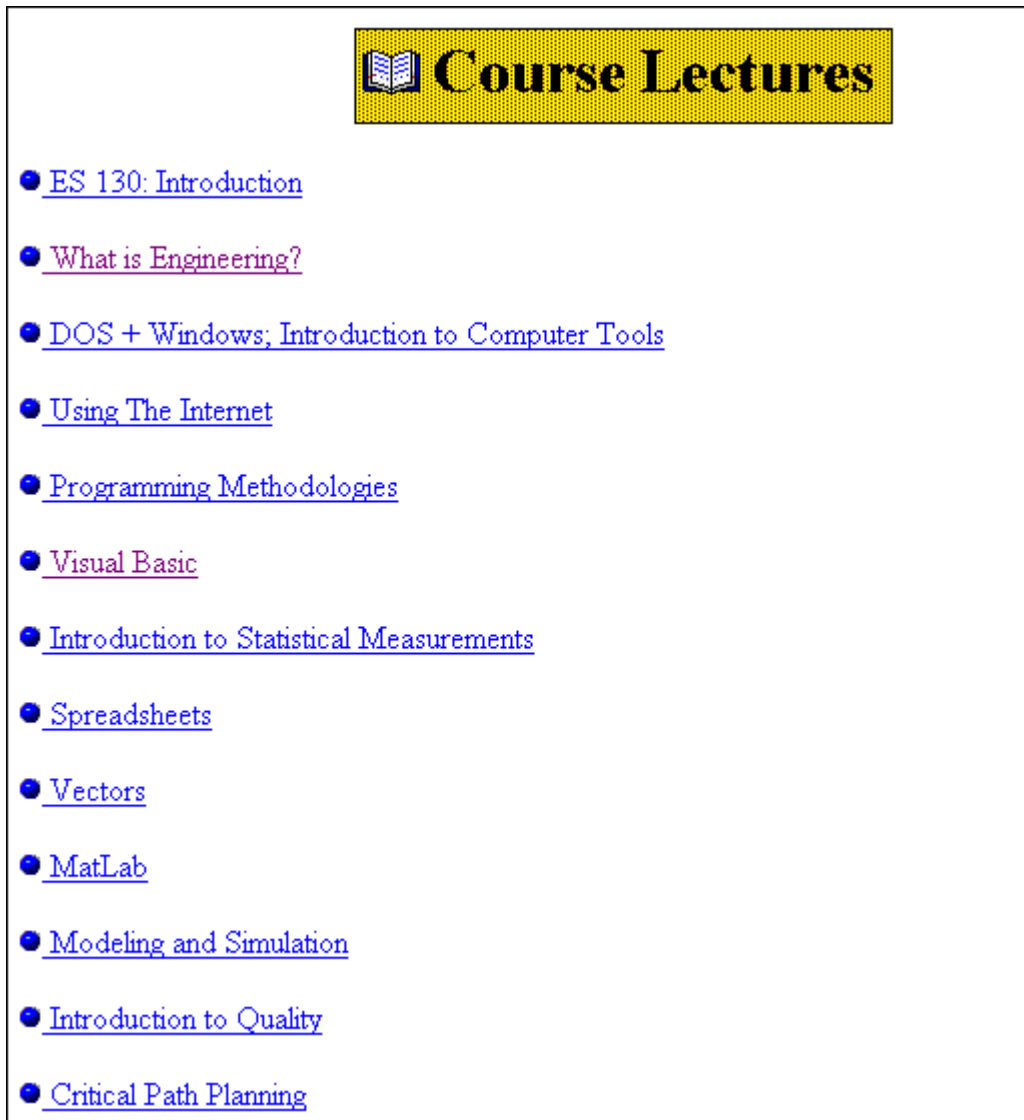 Course Lectures
ES 130: Introduction
What is Engineering?
DOS + Windows; Introduction to Computer Tools
Using The Internet
Programming Methodologies
Visual Basic
Introduction to Statistical Measurements
Spreadsheets
Vectors
MatLab
Modeling and Simulation
Introduction to Quality
Critical Path Planning